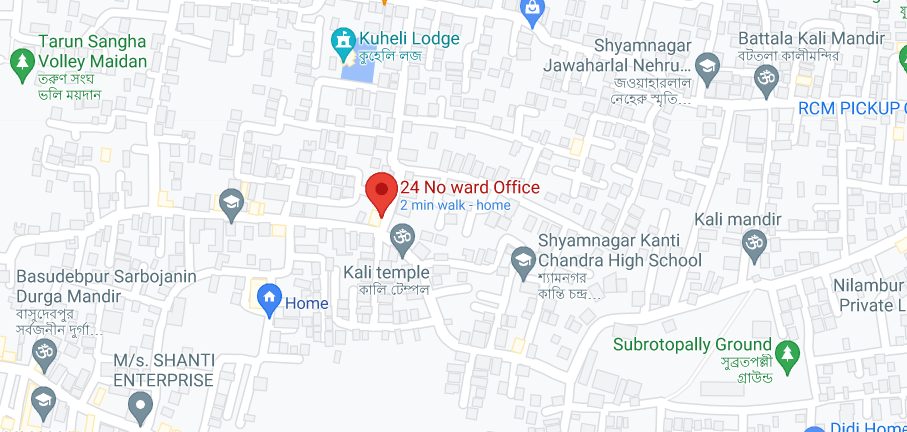 Tarun Sangha
Volley Maidan
তরুণ সংঘ
ভলি ময়দান
Kuheli Lodge
কুহেলি লজ
Shyamnagar
Jawaharlal Nehru...
জওয়াহারলাল
নেহেরু স্মৃতি...
Battala Kali Mandir
বটতলা কালীমন্দির
RCM PICKUP
24 No ward Office
2 min walk - home
Kali mandir
Kali temple
কালি টেম্পল
Shyamnagar Kanti
Chandra High School
শ্যামনগর
কান্তি চন্দ্র...
Basudebpur Sarbojanin
Durga Mandir
বাসুদেবপুর
সর্বজনীন দুর্গা...
Home
Nilambur
Private L
M/s. SHANTI
ENTERPRISE
Subrotopally Ground
সুব্রতপল্লী
গ্রাউন্ড
Didi Home